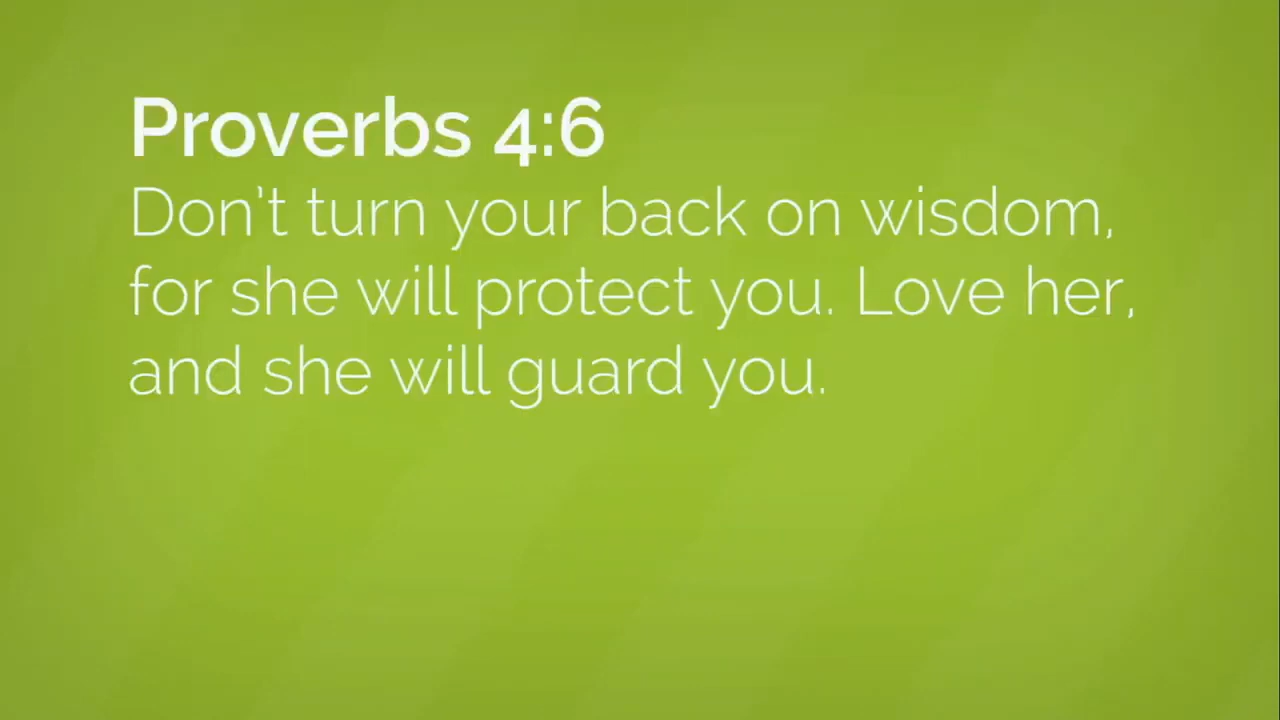 Proverbs 4:6
Don't turn your back on wisdom,
for she will protect you. Love her,
and she will guard you.